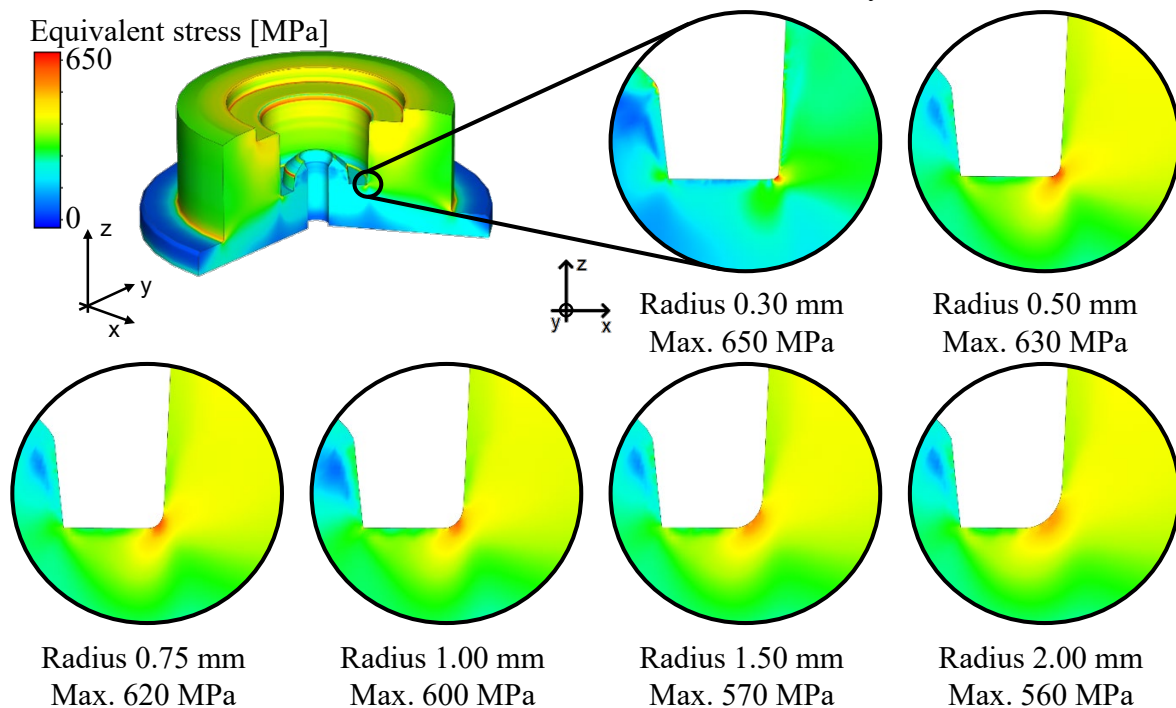 Equivalent stress [MPa]
650
0
z
y
x
z
y
x
Radius 0.30 mm
Max. 650 MPa
Radius 0.50 mm
Max. 630 MPa
Radius 0.75 mm
Max. 620 MPa
Radius 1.00 mm
Max. 600 MPa
Radius 1.50 mm
Max. 570 MPa
Radius 2.00 mm
Max. 560 MPa